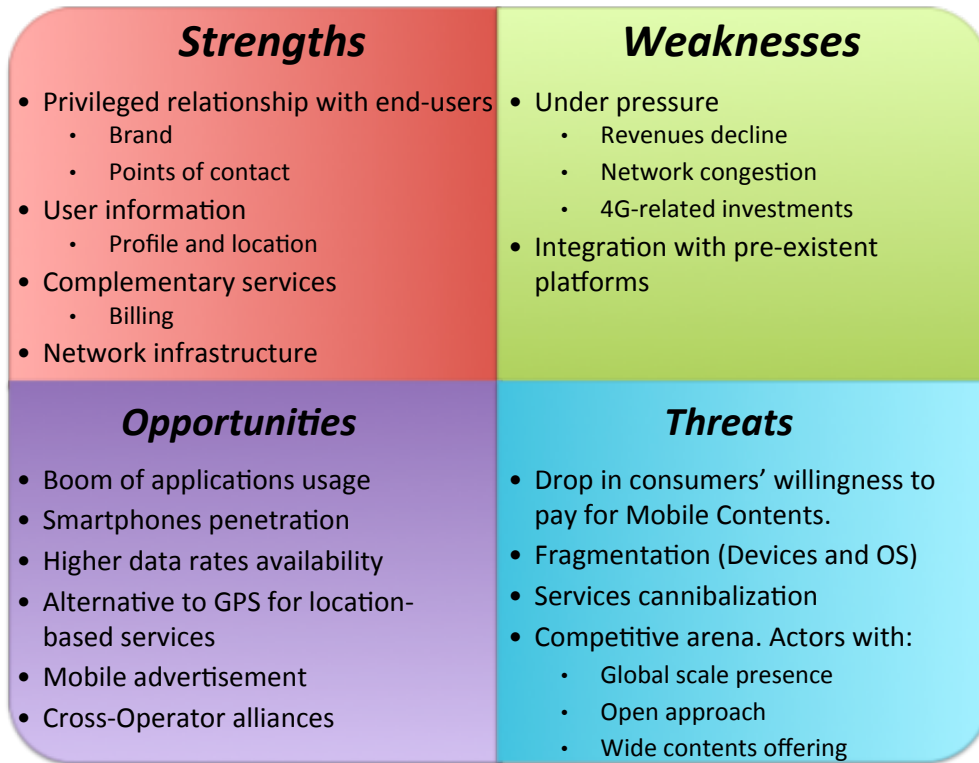 Strengths
• Privileged relationship with end-users
• Brand
• Points of contact
• User information
• Profile and location
• Complementary services
• Billing
• Network infrastructure
Weaknesses
• Under pressure
• Revenues decline
• Network congestion
• 4G-related investments
• Integration with pre-existent
platforms
Opportunities
• Boom of applications usage
• Smartphones penetration
• Higher data rates availability
• Alternative to GPS for location-
based services
• Mobile advertisement
• Cross-Operator alliances
Threats
• Drop in consumers’ willingness to
pay for Mobile Contents.
• Fragmentation (Devices and OS)
• Services cannibalization
• Competitive arena. Actors with:
• Global scale presence
• Open approach
• Wide contents offering